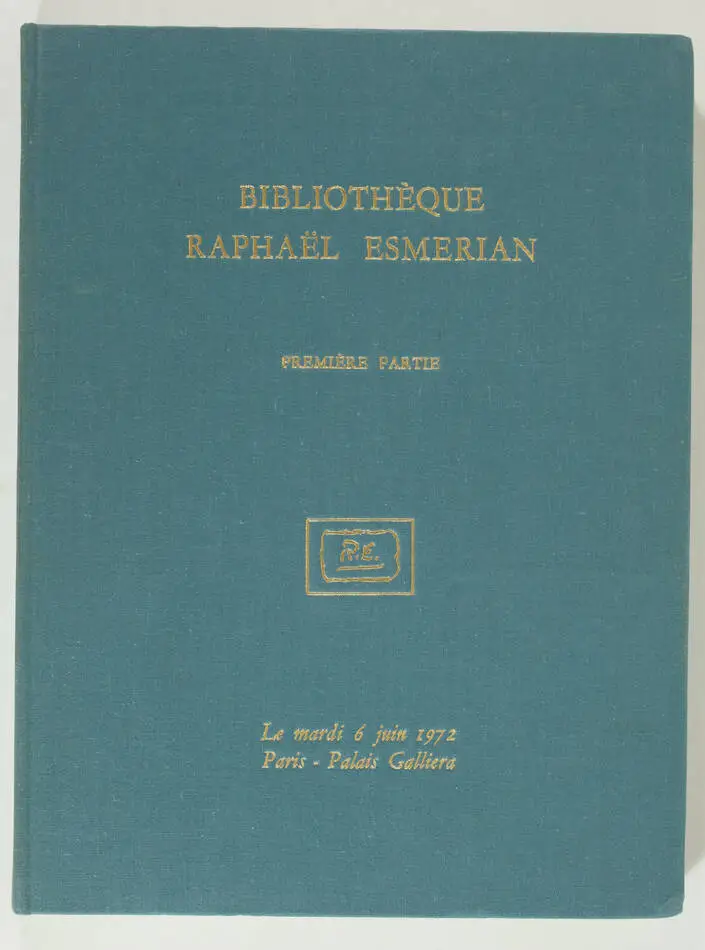 BIBLIOTHÈQUE
RAPHAËL ESMERIAN
PREMIÈRE PARTIE
R.E.
Le mardi 6 juin 1972
Paris - Palais Galliera